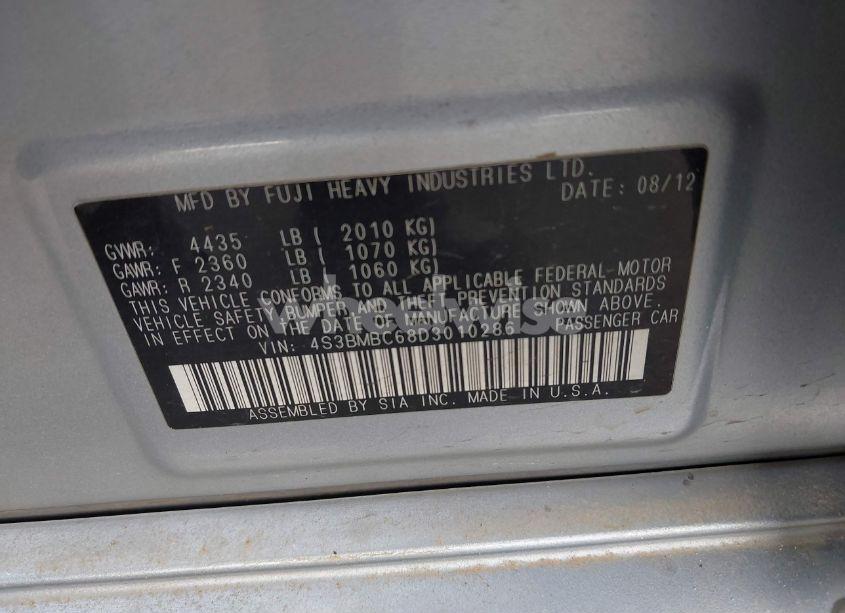 MFD BY FUJI HEAVY INDUSTRIES LTD.
DATE: 08/12
GVWR: 4435 LB ( 2010 KG)
GAWR: F 2360 LB ( 1070 KG)
GAWR: R 2340 LB ( 1060 KG)
THIS VEHICLE CONFORMS TO ALL APPLICABLE FEDERAL MOTOR
VEHICLE SAFETY, BUMPER AND THEFT PREVENTION STANDARDS
IN EFFECT ON THE DATE OF MANUFACTURE SHOWN ABOVE.
VIN: 4S3BMBC68D3010286 PASSENGER CAR
ASSEMBLED BY SIA INC. MADE IN U.S.A.